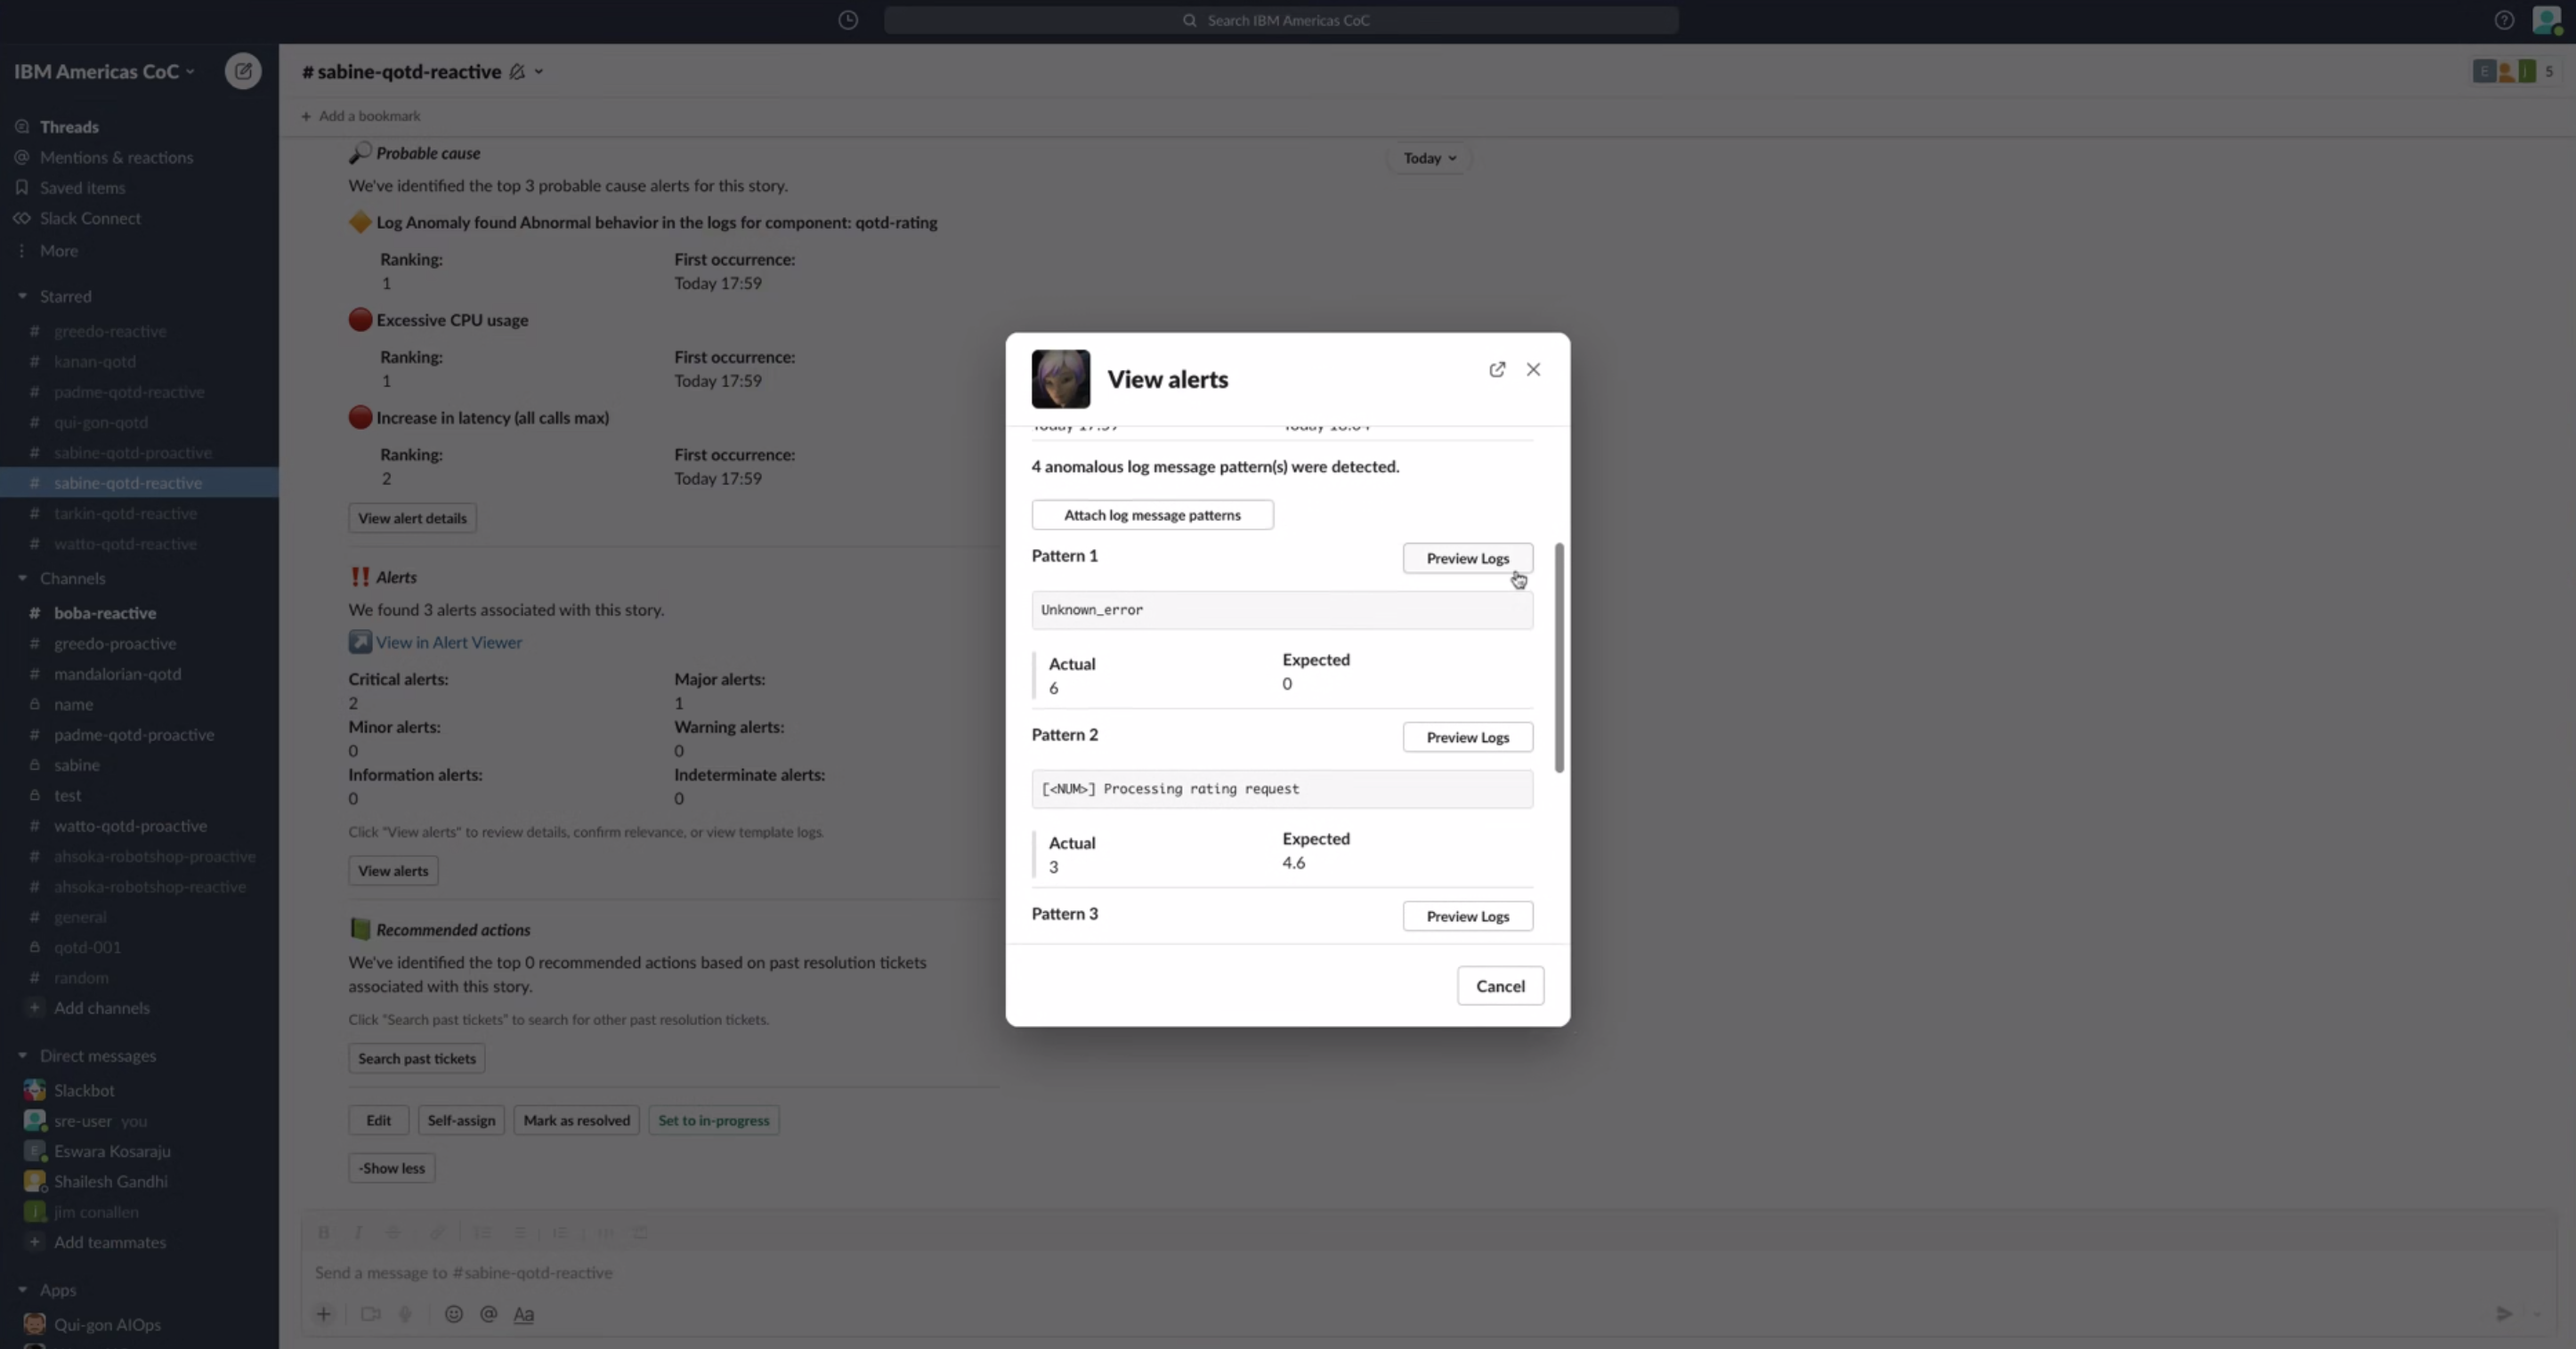 Search IBM Americas CoC
IBM Americas CoC
Threads
Mentions & reactions
Saved items
Slack Connect
More
Starred
# greedo-reactive
# kanan-qotd
# padme-qotd-reactive
# qui-gon-qotd
# sabine-qotd-proactive
# sabine-qotd-reactive
# tarkin-qotd-reactive
# watto-qotd-reactive
Channels
# boba-reactive
# greedo-proactive
# mandalorian-qotd
name
# padme-qotd-proactive
sabine
test
# watto-qotd-proactive
# ahsoka-robotshop-proactive
# ahsoka-robotshop-reactive
# general
qotd-001
# random
+ Add channels
Direct messages
Slackbot
sre-user you
E Eswara Kosaraju
Shailesh Gandhi
jim conallen
+ Add teammates
Apps
Qui-gon AIOps
# sabine-qotd-reactive
E 5
+ Add a bookmark
Today
Probable cause
We've identified the top 3 probable cause alerts for this story.
Log Anomaly found Abnormal behavior in the logs for component: qotd-rating
Ranking: First occurrence:
1 Today 17:59
Excessive CPU usage
Ranking: First occurrence:
1 Today 17:59
Increase in latency (all calls max)
Ranking: First occurrence:
2 Today 17:59
View alert details
!! Alerts
We found 3 alerts associated with this story.
View in Alert Viewer
Critical alerts: Major alerts:
2 1
Minor alerts: Warning alerts:
0 0
Information alerts: Indeterminate alerts:
0 0
Click "View alerts" to review details, confirm relevance, or view template logs.
View alerts
Recommended actions
We've identified the top 0 recommended actions based on past resolution tickets
associated with this story.
Click "Search past tickets" to search for other past resolution tickets.
Search past tickets
Edit Self-assign Mark as resolved Set to in-progress
-Show less
Send a message to #sabine-qotd-reactive
Aa
View alerts
4 anomalous log message pattern(s) were detected.
Attach log message patterns
Pattern 1 Preview Logs
Unknown_error
Actual Expected
6 0
Pattern 2 Preview Logs
[<NUM>] Processing rating request
Actual Expected
3 4.6
Pattern 3 Preview Logs
Cancel